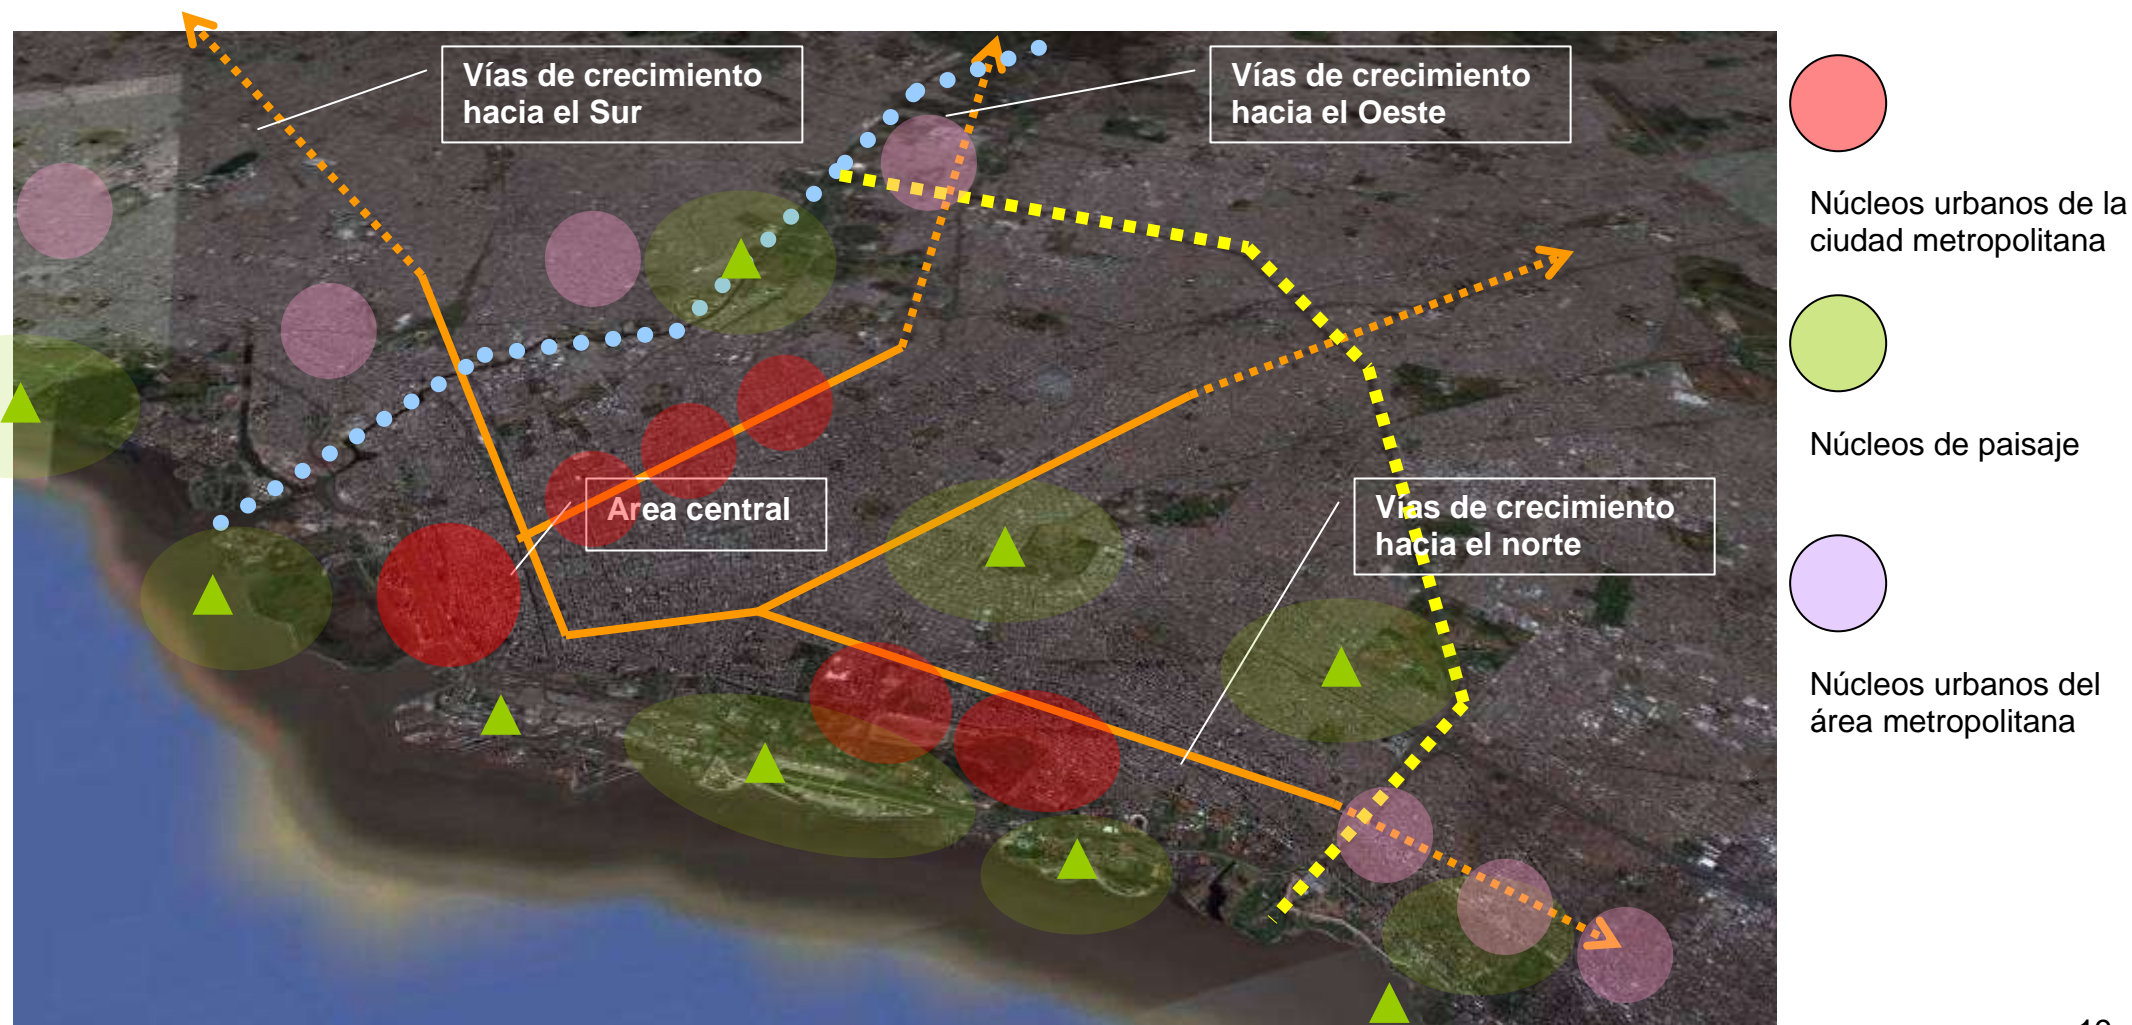 Vías de crecimiento
hacia el Sur
Vías de crecimiento
hacia el Oeste
Area central
Vías de crecimiento
hacia el norte
Núcleos urbanos de la
ciudad metropolitana
Núcleos de paisaje
Núcleos urbanos del
área metropolitana